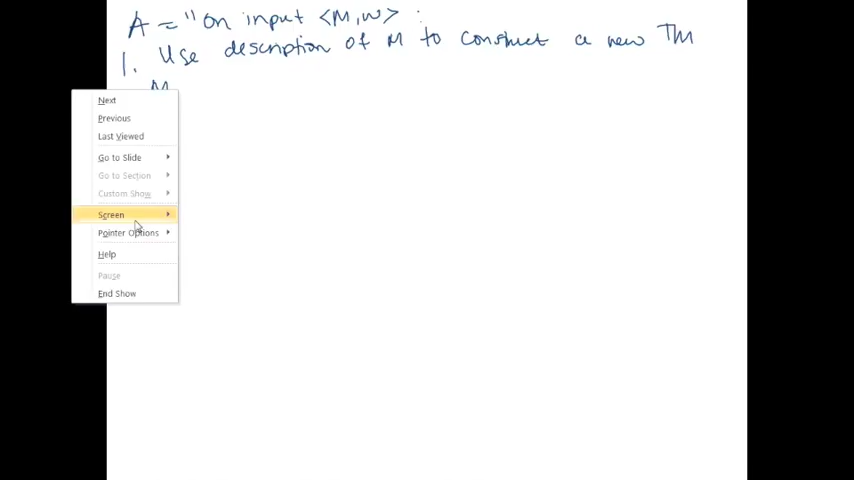 A = "On input <M,w> :
1. Use description of M to construct a new TM
M
Next
Previous
Last Viewed
Go to Slide
Go to Section
Custom Show
Screen
Pointer Options
Help
Pause
End Show